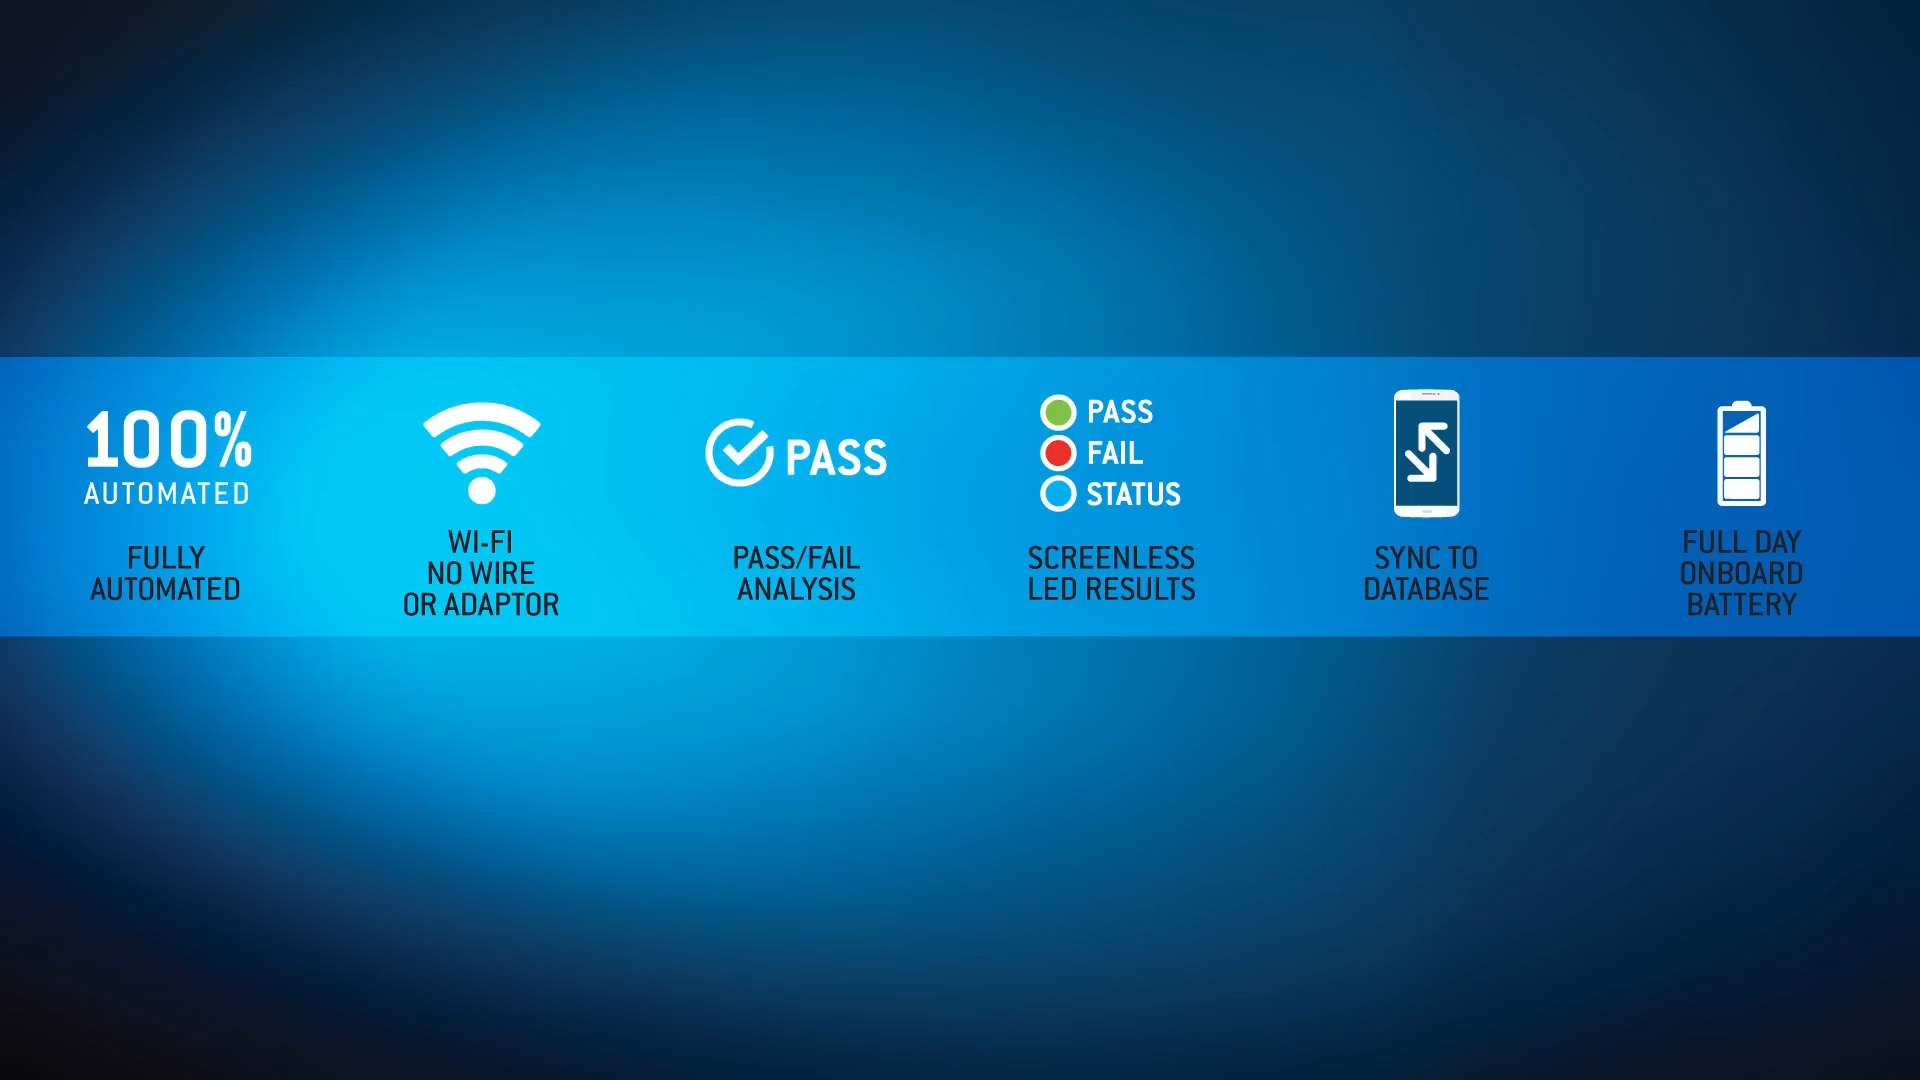 100%
AUTOMATED
FULLY
AUTOMATED
WI-FI
NO WIRE
OR ADAPTOR
PASS
PASS/FAIL
ANALYSIS
PASS
FAIL
STATUS
SCREENLESS
LED RESULTS
SYNC TO
DATABASE
FULL DAY
ONBOARD
BATTERY